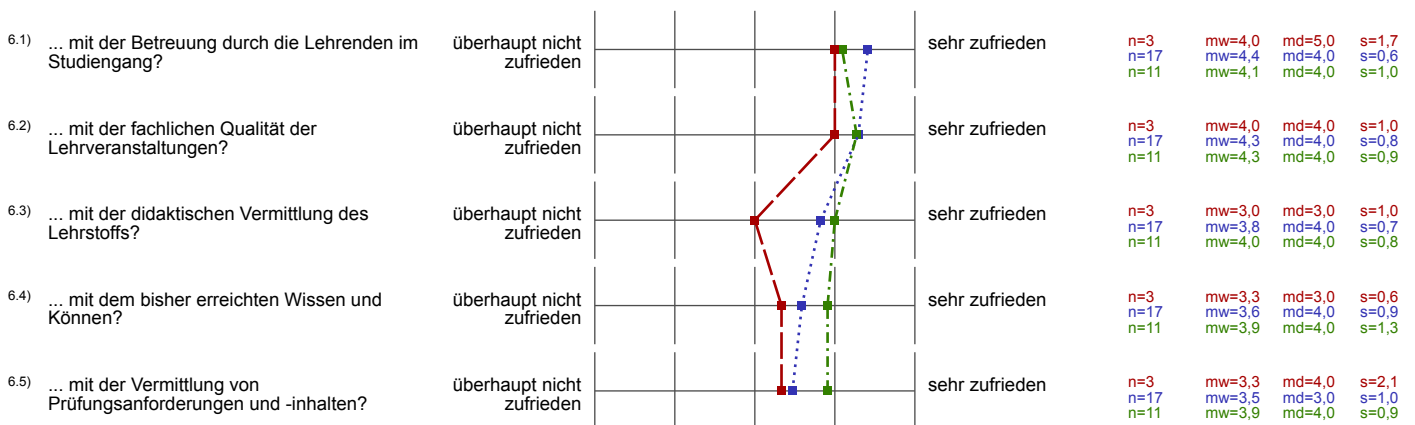 6.1) ... mit der Betreuung durch die Lehrenden im
Studiengang?
überhaupt nicht
zufrieden
sehr zufrieden
n=3 mw=4,0 md=5,0 s=1,7
n=17 mw=4,4 md=4,0 s=0,6
n=11 mw=4,1 md=4,0 s=1,0
6.2) ... mit der fachlichen Qualität der
Lehrveranstaltungen?
überhaupt nicht
zufrieden
sehr zufrieden
n=3 mw=4,0 md=4,0 s=1,0
n=17 mw=4,3 md=4,0 s=0,8
n=11 mw=4,3 md=4,0 s=0,9
6.3) ... mit der didaktischen Vermittlung des
Lehrstoffs?
überhaupt nicht
zufrieden
sehr zufrieden
n=3 mw=3,0 md=3,0 s=1,0
n=17 mw=3,8 md=4,0 s=0,7
n=11 mw=4,0 md=4,0 s=0,8
6.4) ... mit dem bisher erreichten Wissen und
Können?
überhaupt nicht
zufrieden
sehr zufrieden
n=3 mw=3,3 md=3,0 s=0,6
n=17 mw=3,6 md=4,0 s=0,9
n=11 mw=3,9 md=4,0 s=1,3
6.5) ... mit der Vermittlung von
Prüfungsanforderungen und -inhalten?
überhaupt nicht
zufrieden
sehr zufrieden
n=3 mw=3,3 md=4,0 s=2,1
n=17 mw=3,5 md=3,0 s=1,0
n=11 mw=3,9 md=4,0 s=0,9